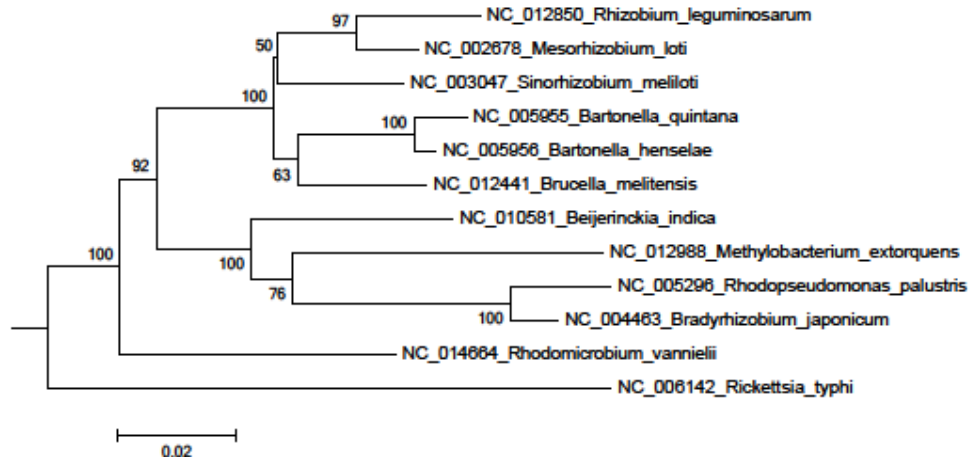 97
NC_012850_Rhizobium_leguminosarum
50
NC_002678_Mesorhizobium_loti
NC_003047_Sinorhizobium_meliloti
100
100
NC_005955_Bartonella_quintana
NC_005956_Bartonella_henselae
92
63
NC_012441_Brucella_melitensis
NC_010581_Beijerinckia_indica
100
100
NC_012988_Methylobacterium_extorquens
76
NC_005296_Rhodopseudomonas_palustris
100
NC_004463_Bradyrhizobium_japonicum
NC_014664_Rhodomicrobium_vannielii
NC_006142_Rickettsia_typhi
0.02